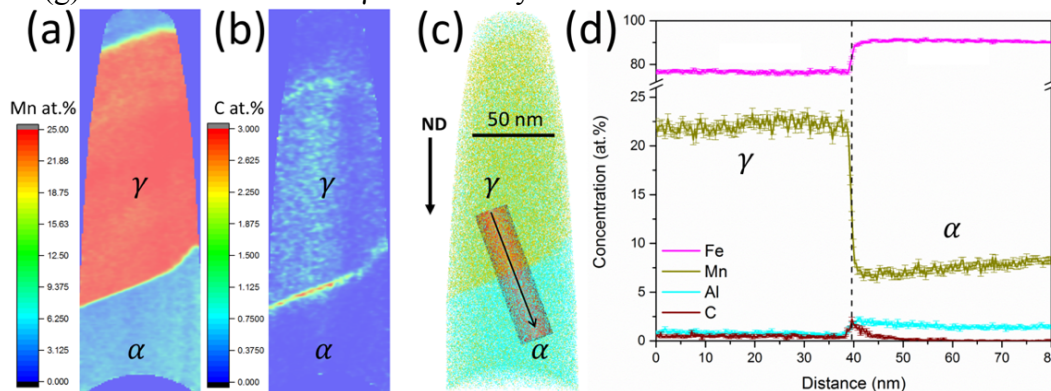 (a)
(b)
(c)
(d)
Mn at.%
25.00
21.88
18.75
15.63
12.50
9.375
6.250
3.125
0.000
γ
α
C at.%
3.000
2.625
2.250
1.875
1.500
1.125
0.7500
0.3750
0.000
γ
α
ND
50 nm
γ
α
Concentration (at.%)
100
90
80
25
20
15
10
5
0
γ
α
Fe
Mn
Al
C
0 10 20 30 40 50 60 70 80
Distance (nm)